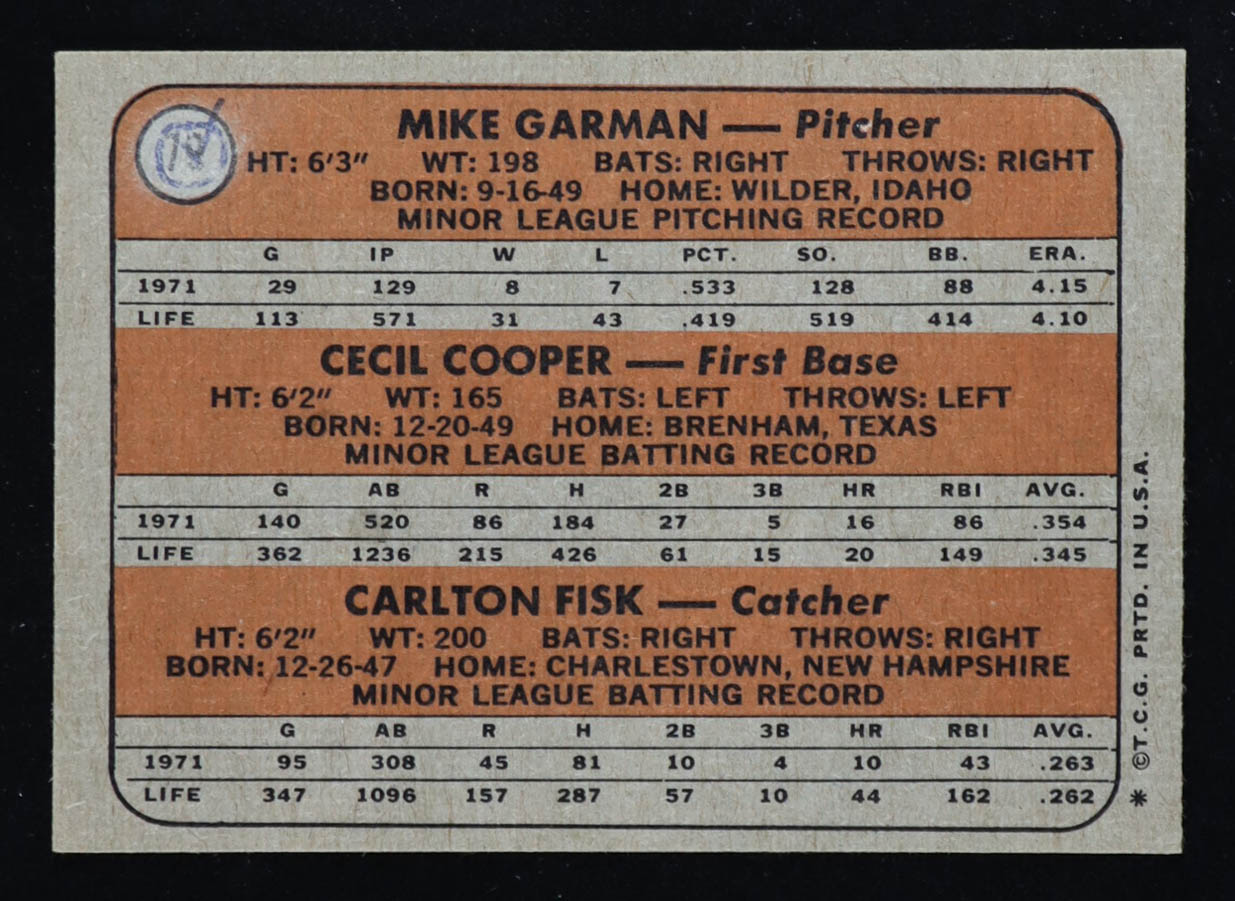 79
MIKE GARMAN — Pitcher
HT: 6'3" WT: 198 BATS: RIGHT THROWS: RIGHT
BORN: 9-16-49 HOME: WILDER, IDAHO
MINOR LEAGUE PITCHING RECORD
G IP W L PCT. SO. BB. ERA.
1971 29 129 8 7 .533 128 88 4.15
LIFE 113 571 31 43 .419 519 414 4.10
CECIL COOPER — First Base
HT: 6'2" WT: 165 BATS: LEFT THROWS: LEFT
BORN: 12-20-49 HOME: BRENHAM, TEXAS
MINOR LEAGUE BATTING RECORD
G AB R H 2B 3B HR RBI AVG.
1971 140 520 86 184 27 5 16 86 .354
LIFE 362 1236 215 426 61 15 20 149 .345
CARLTON FISK — Catcher
HT: 6'2" WT: 200 BATS: RIGHT THROWS: RIGHT
BORN: 12-26-47 HOME: CHARLESTOWN, NEW HAMPSHIRE
MINOR LEAGUE BATTING RECORD
G AB R H 2B 3B HR RBI AVG.
1971 95 308 45 81 10 4 10 43 .263
LIFE 347 1096 157 287 57 10 44 162 .262
* ©T.C.G. PRTD. IN U.S.A.